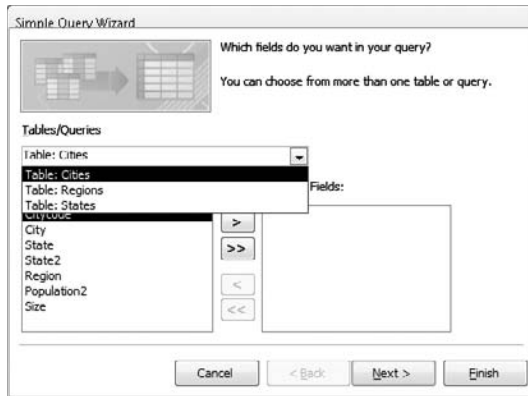 Simple Query Wizard
Which fields do you want in your query?
You can choose from more than one table or query.
Tables/Queries
Table: Cities
Table: Cities
Table: Regions
Table: States
Fields:
Citycode
City
State
State2
Region
Population2
Size
>
>>
<
<<
Cancel
< Back
Next >
Finish